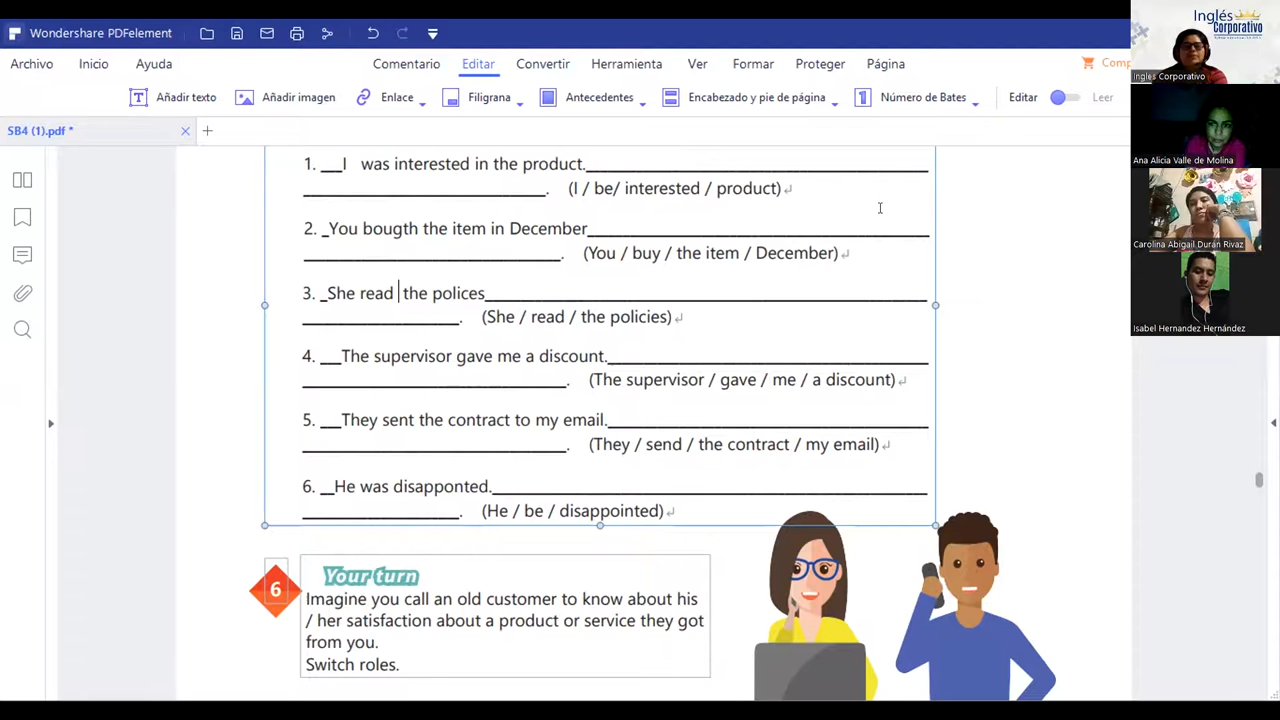 Wondershare PDFelement
Archivo Inicio Ayuda Comentario Editar Convertir Herramienta Ver Formar Proteger Página Comp
Añadir texto Añadir imagen Enlace Filigrana Antecedentes Encabezado y pie de página Número de Bates Editar Leer
SB4 (1).pdf *
1. __I was interested in the product.
. (I / be/ interested / product)
2. _You bougth the item in December
. (You / buy / the item / December)
3. _She read the polices
. (She / read / the policies)
4. __The supervisor gave me a discount.
. (The supervisor / gave / me / a discount)
5. __They sent the contract to my email.
. (They / send / the contract / my email)
6. __He was disapponted.
. (He / be / disappointed)
6
Your turn
Imagine you call an old customer to know about his
/ her satisfaction about a product or service they got
from you.
Switch roles.
Inglés
Corporativo
Ingles Corporativo
Ana Alicia Valle de Molina
Carolina Abigail Durán Rivaz
Isabel Hernandez Hernández